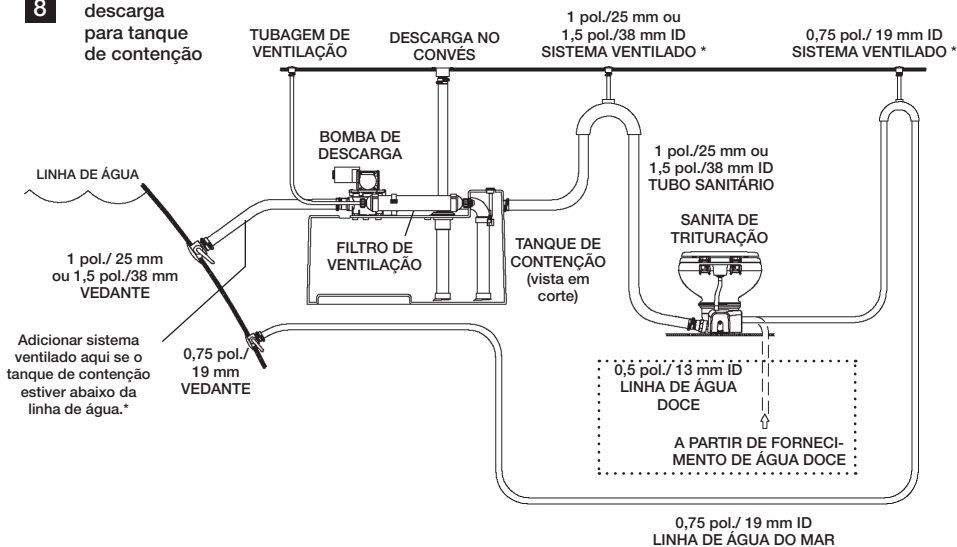 8
descarga
para tanque
de contenção
TUBAGEM DE
VENTILAÇÃO
DESCARGA NO
CONVÉS
1 pol./25 mm ou
1,5 pol./38 mm ID
SISTEMA VENTILADO *
0,75 pol./ 19 mm ID
SISTEMA VENTILADO *
BOMBA DE
DESCARGA
LINHA DE ÁGUA
1 pol./25 mm ou
1,5 pol./38 mm ID
TUBO SANITÁRIO
SANITA DE
TRITURAÇÃO
FILTRO DE
VENTILAÇÃO
TANQUE DE
CONTENÇÃO
(vista em
corte)
1 pol./ 25 mm
ou 1,5 pol./38 mm
VEDANTE
Adicionar sistema
ventilado aqui se o
tanque de contenção
estiver abaixo da
linha de água.*
0,75 pol./
19 mm
VEDANTE
0,5 pol./ 13 mm ID
LINHA DE ÁGUA
DOCE
A PARTIR DE FORNECI-
MENTO DE ÁGUA DOCE
0,75 pol./ 19 mm ID
LINHA DE ÁGUA DO MAR